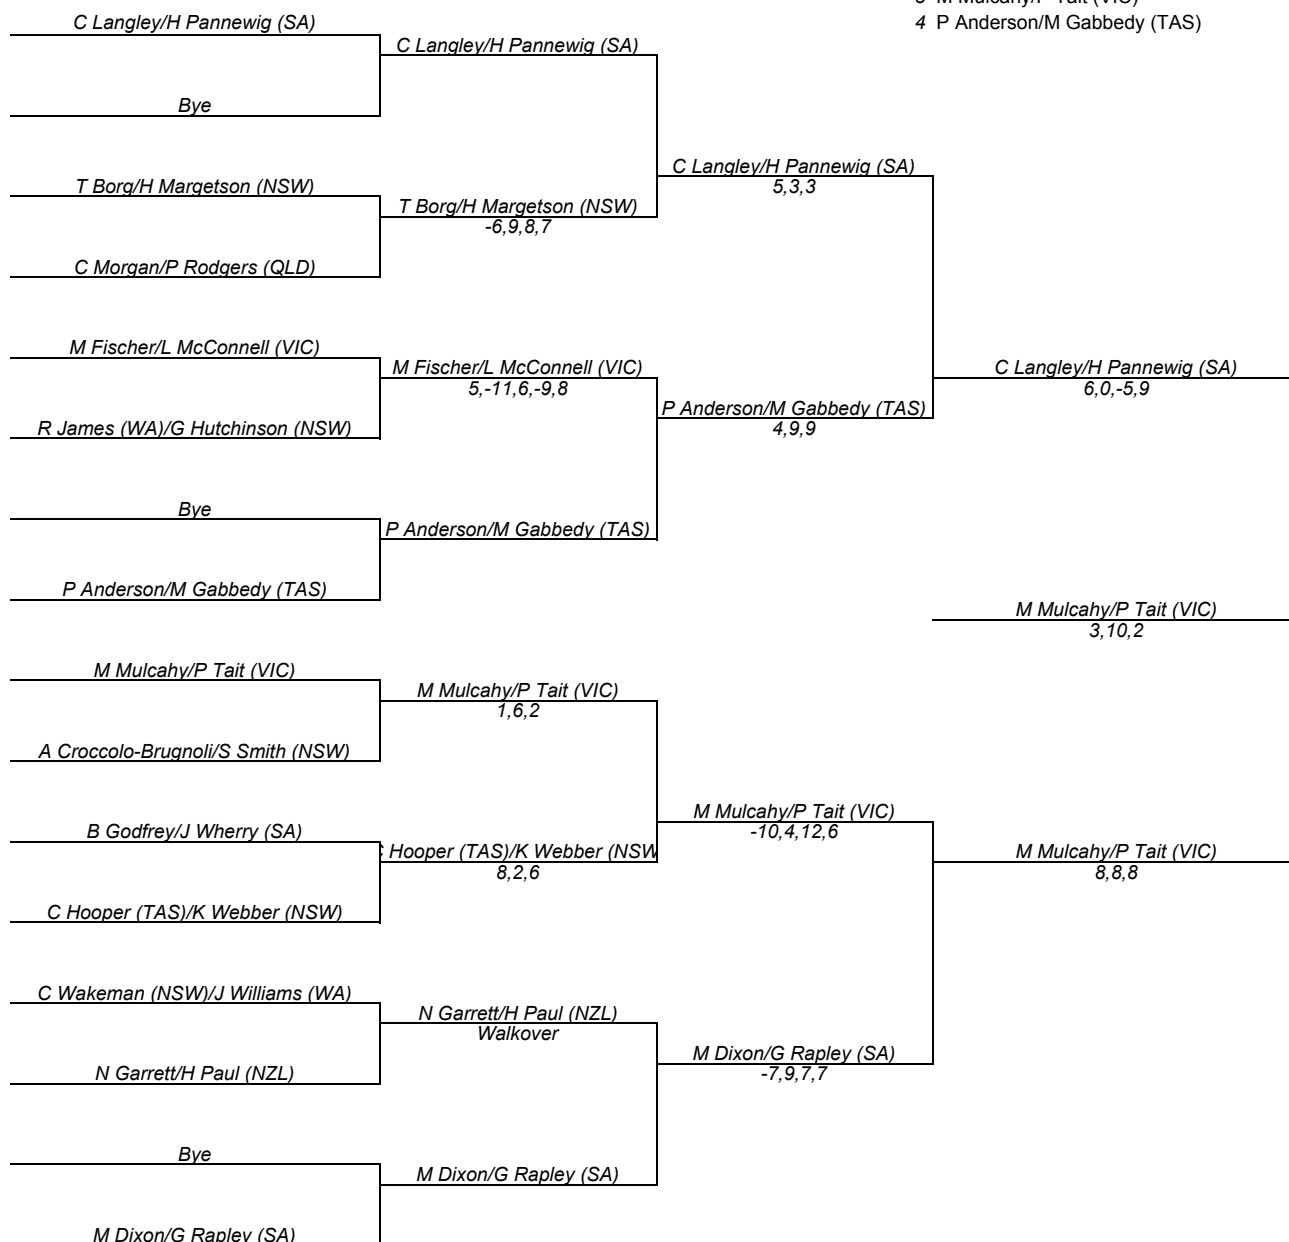 3 M Mulcahy/P Tait (VIC)
4 P Anderson/M Gabbedy (TAS)
C Langley/H Pannewig (SA)
C Langley/H Pannewig (SA)
Bye
C Langley/H Pannewig (SA)
5,3,3
T Borg/H Margetson (NSW)
T Borg/H Margetson (NSW)
-6,9,8,7
C Morgan/P Rodgers (QLD)
M Fischer/L McConnell (VIC)
M Fischer/L McConnell (VIC)
5,-11,6,-9,8
C Langley/H Pannewig (SA)
6,0,-5,9
P Anderson/M Gabbedy (TAS)
4,9,9
R James (WA)/G Hutchinson (NSW)
Bye
P Anderson/M Gabbedy (TAS)
P Anderson/M Gabbedy (TAS)
M Mulcahy/P Tait (VIC)
3,10,2
M Mulcahy/P Tait (VIC)
M Mulcahy/P Tait (VIC)
1,6,2
A Croccolo-Brugnoli/S Smith (NSW)
M Mulcahy/P Tait (VIC)
-10,4,12,6
B Godfrey/J Wherry (SA)
Hooper (TAS)/K Webber (NSW
8,2,6
M Mulcahy/P Tait (VIC)
8,8,8
C Hooper (TAS)/K Webber (NSW)
C Wakeman (NSW)/J Williams (WA)
N Garrett/H Paul (NZL)
Walkover
M Dixon/G Rapley (SA)
-7,9,7,7
N Garrett/H Paul (NZL)
Bye
M Dixon/G Rapley (SA)
M Dixon/G Rapley (SA)